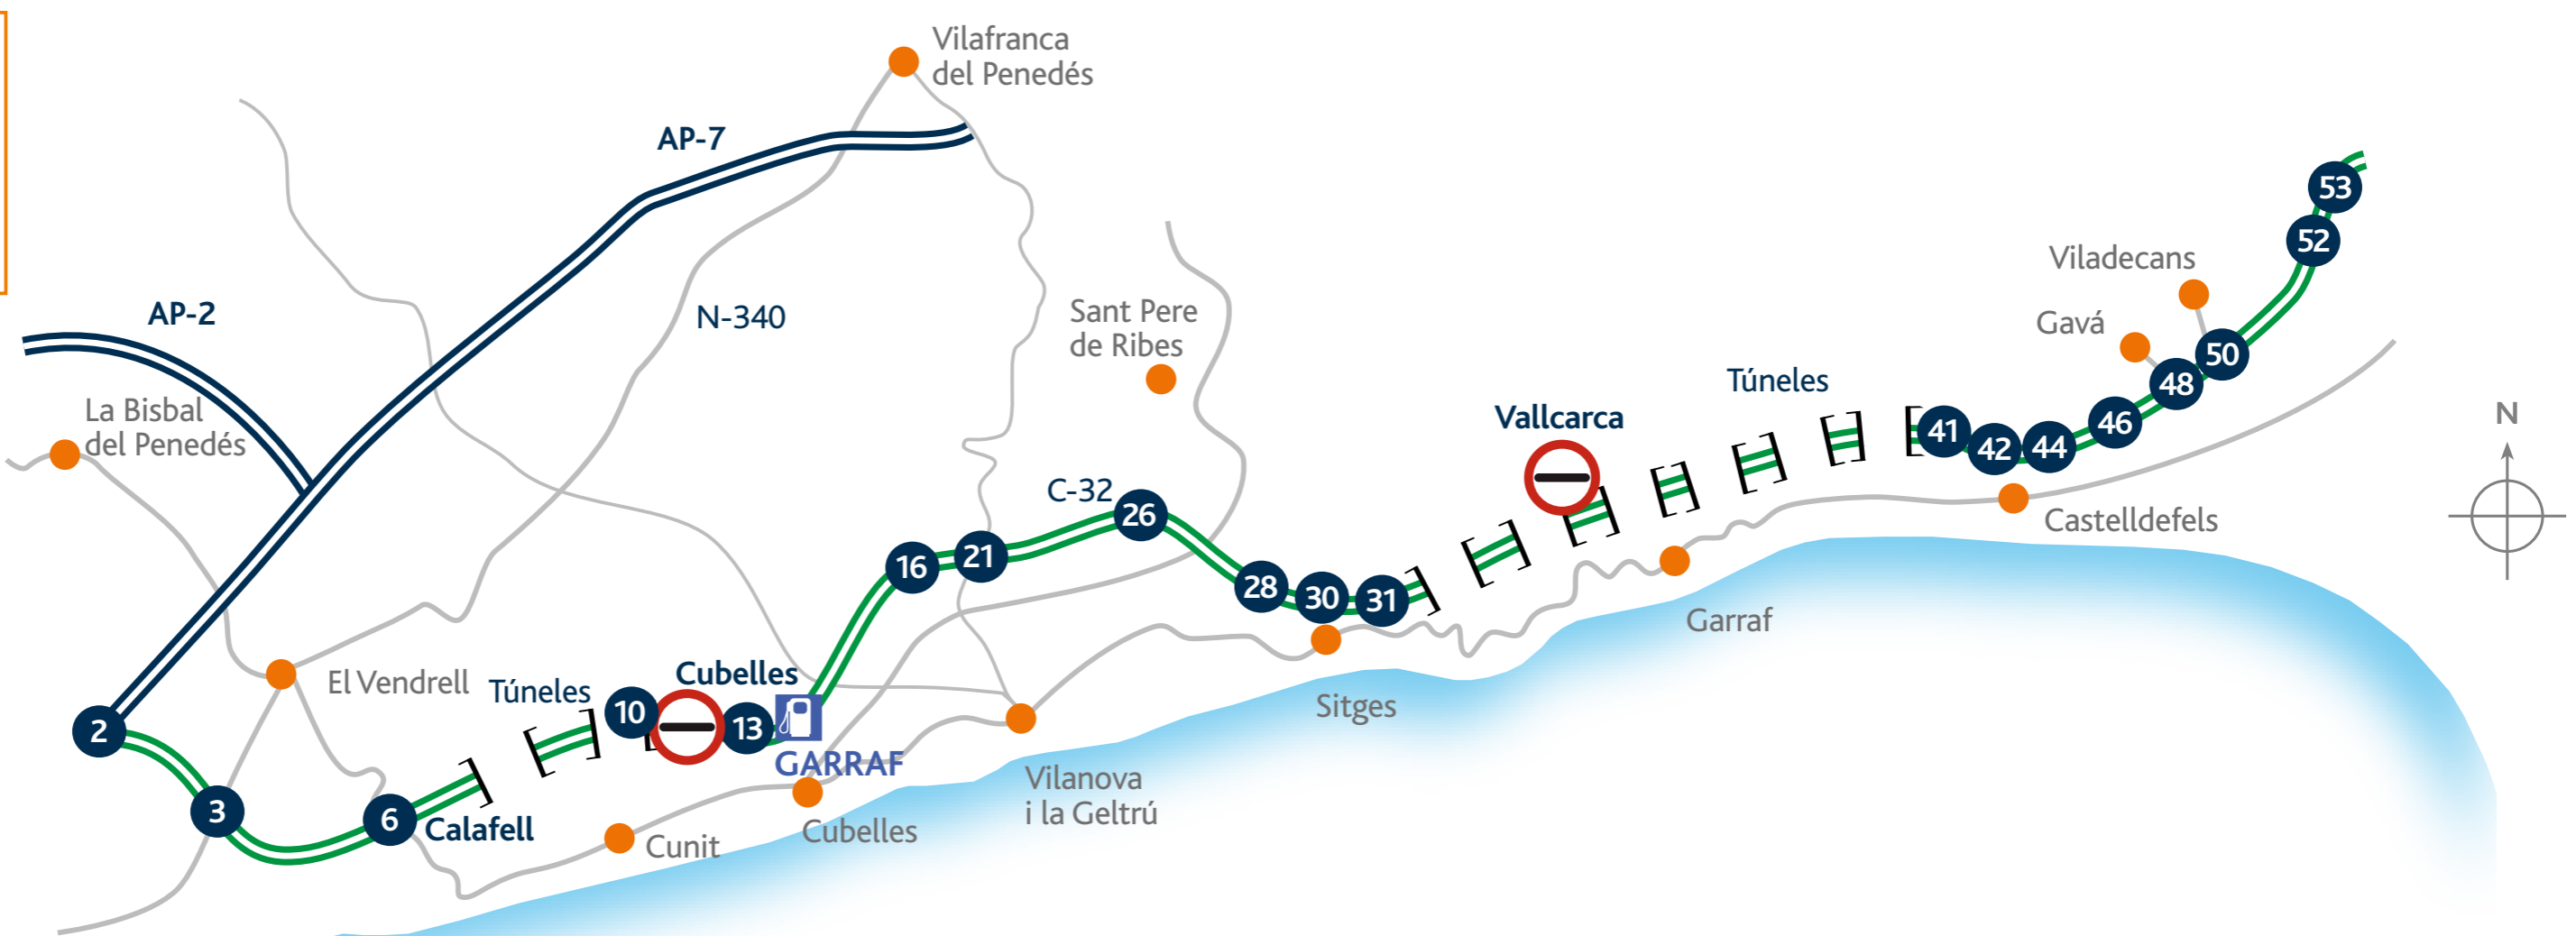 Vilafranca
del Penedés
AP-7
AP-2
N-340
La Bisbal
del Penedés
Sant Pere
de Ribes
C-32
Vallcarca
Túneles
Viladecans
Gavá
53
52
50
48
46
44
42
41
N
Castelldefels
Garraf
26
21
16
28
30
31
Sitges
El Vendrell
Túneles
10
Cubelles
13
GARRAF
2
3
6
Calafell
Cunit
Cubelles
Vilanova
i la Geltrú